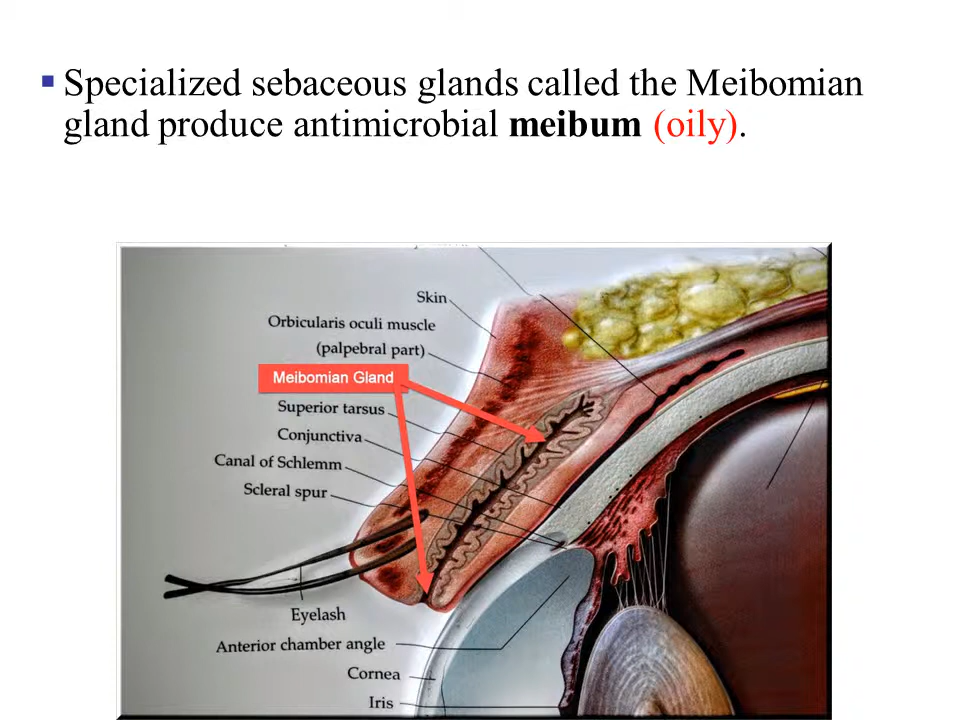 Specialized sebaceous glands called the Meibomian
gland produce antimicrobial meibum (oily).
Skin
Orbicularis oculi muscle
(palpebral part)
Meibomian Gland
Superior tarsus
Conjunctiva
Canal of Schlemm
Scleral spur
Eyelash
Anterior chamber angle
Cornea
Iris